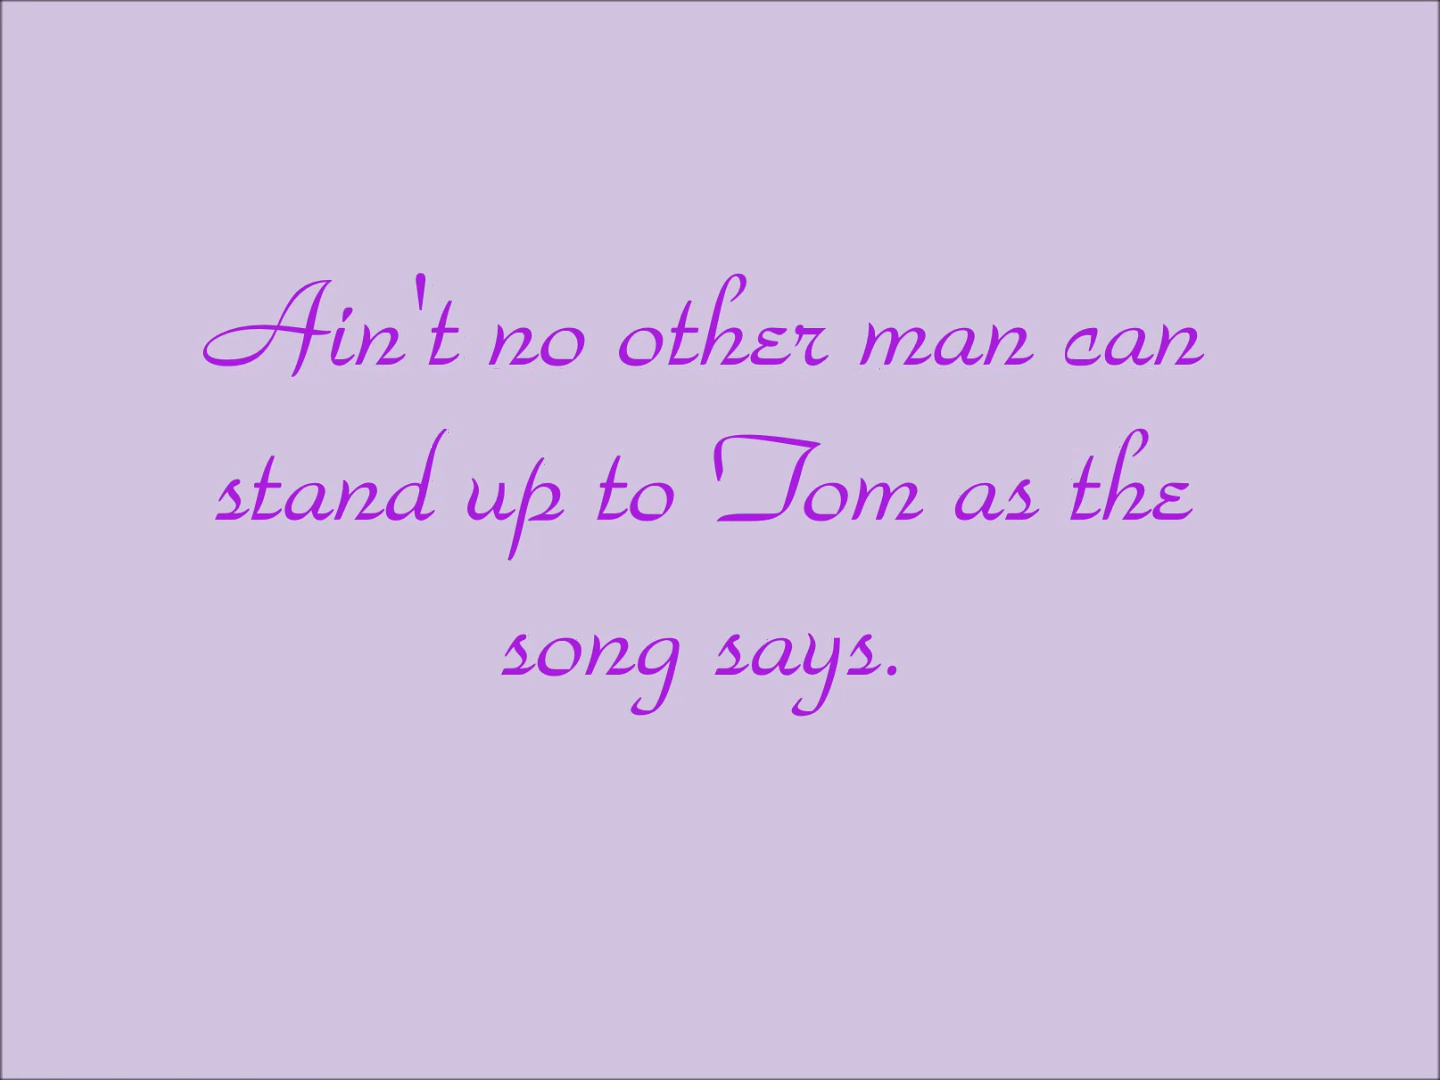 Ain't no other man can
stand up to Tom as the
song says.